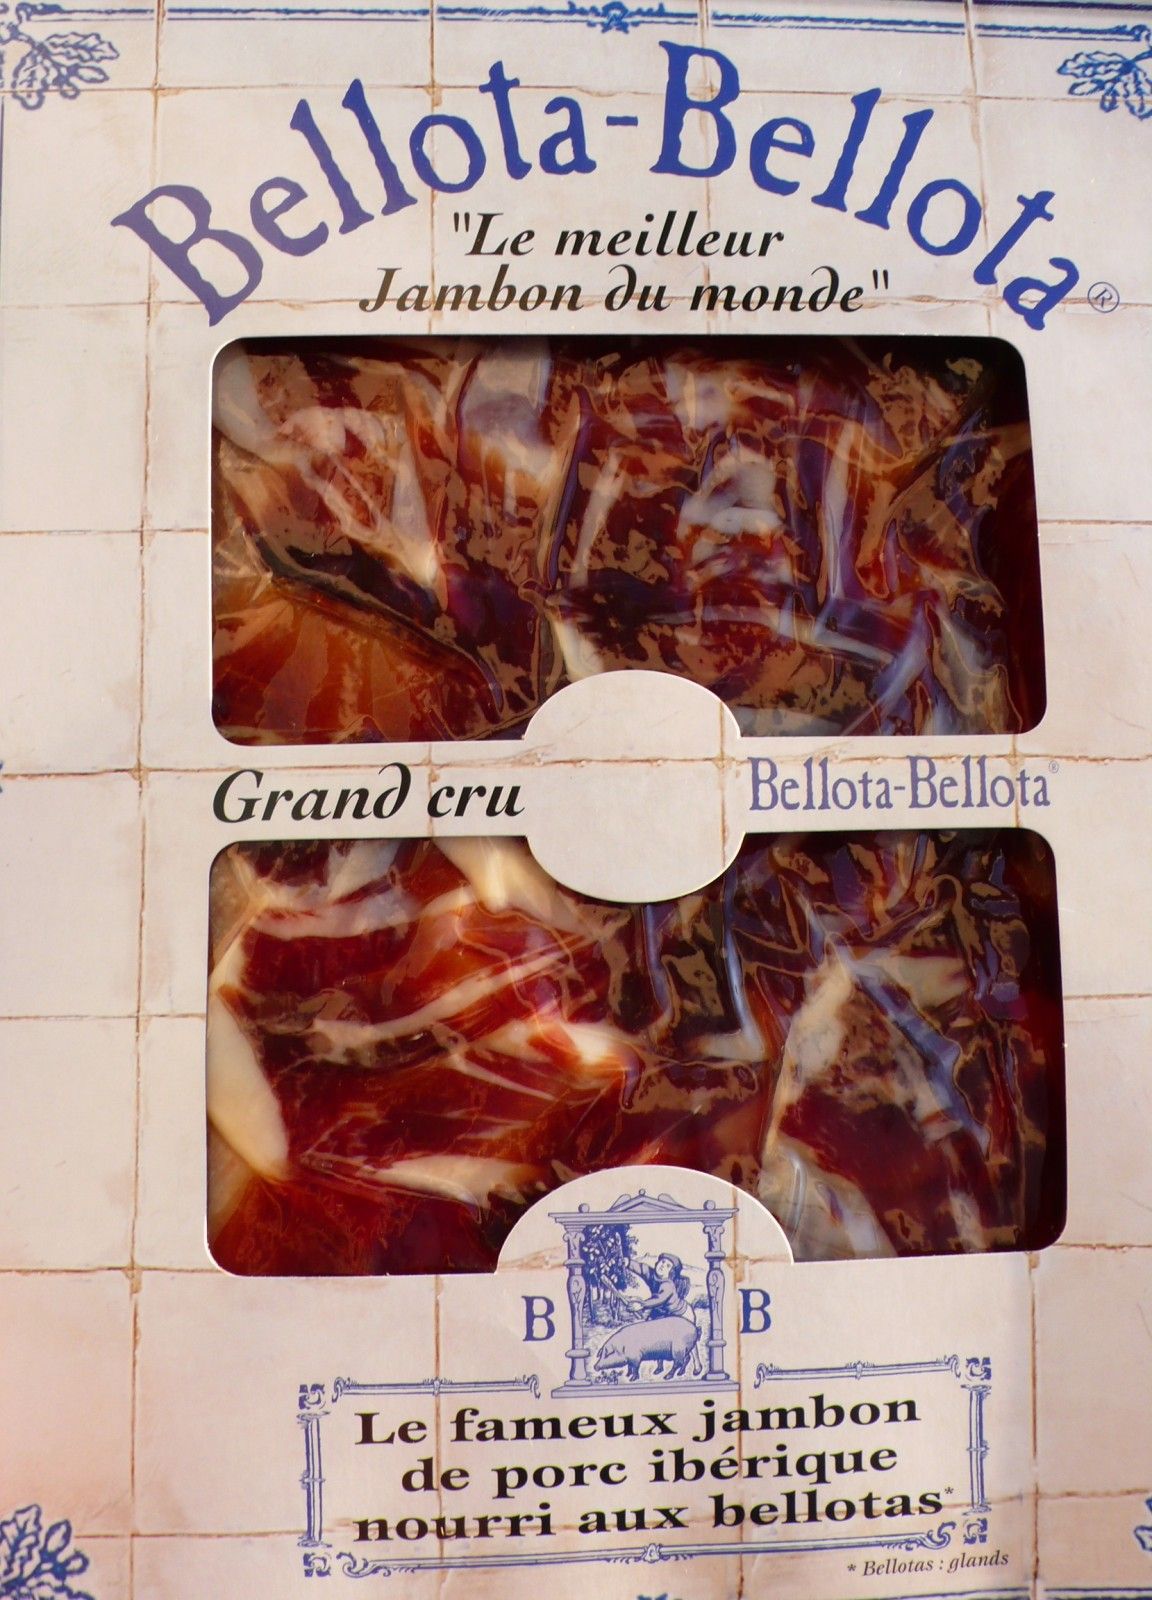 Bellota-Bellota®
"Le meilleur
Jambon du monde"
Grand cru
Bellota-Bellota®
B B
Le fameux jambon
de porc ibérique
nourri aux bellotas*
* Bellotas : glands